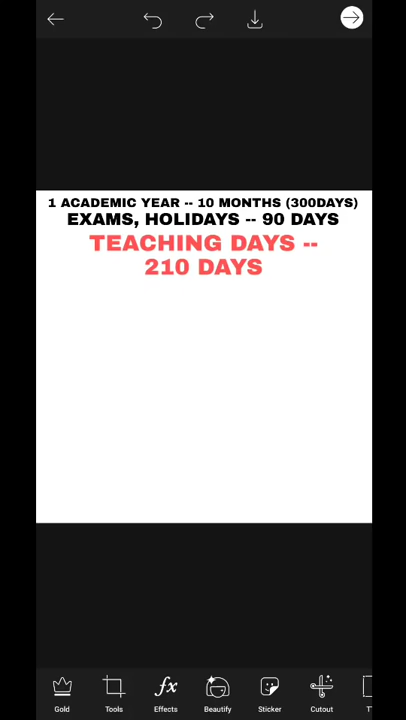 1 ACADEMIC YEAR -- 10 MONTHS (300DAYS)
EXAMS, HOLIDAYS -- 90 DAYS
TEACHING DAYS --
210 DAYS
Gold Tools Effects Beautify Sticker Cutout